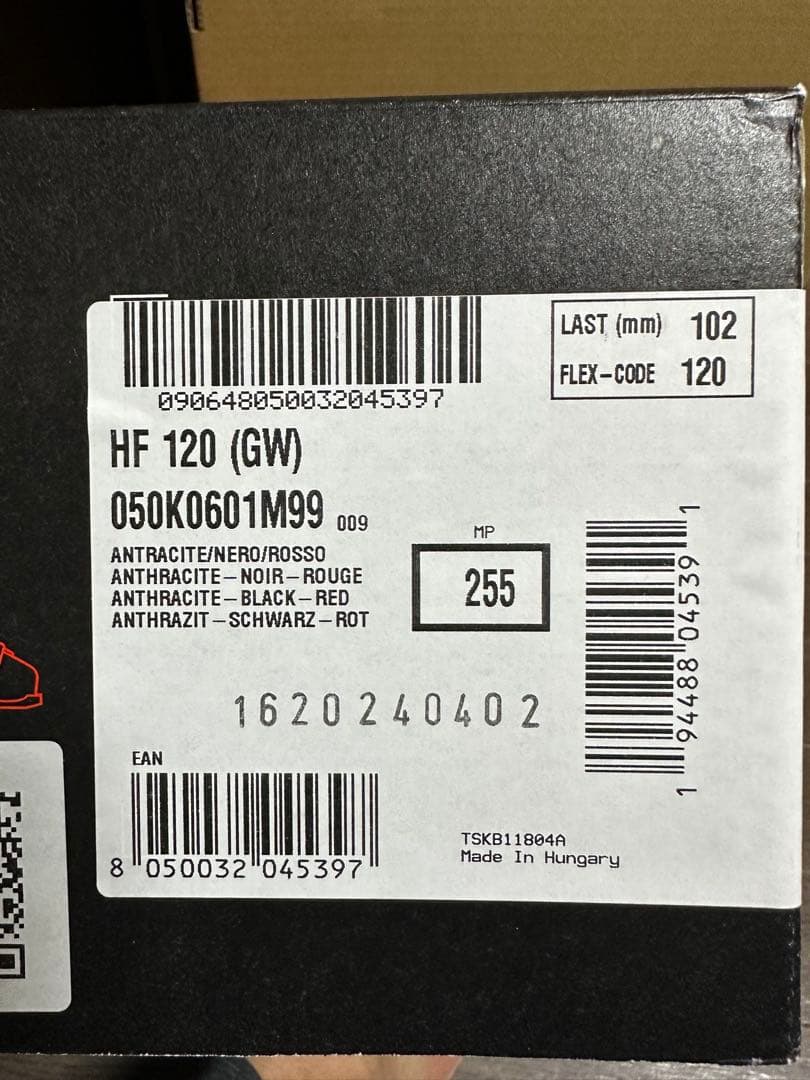 LAST (mm) 102
FLEX-CODE 120
090648050032045397
HF 120 (GW)
050K0601M99 009
ANTRACITE/NERO/ROSSO
ANTHRACITE-NOIR-ROUGE
ANTHRACITE-BLACK-RED
ANTHRAZIT-SCHWARZ-ROT
MP
255
1 94488 04539 1
1620240402
EAN
8 050032 045397
TSKB11804A
Made In Hungary